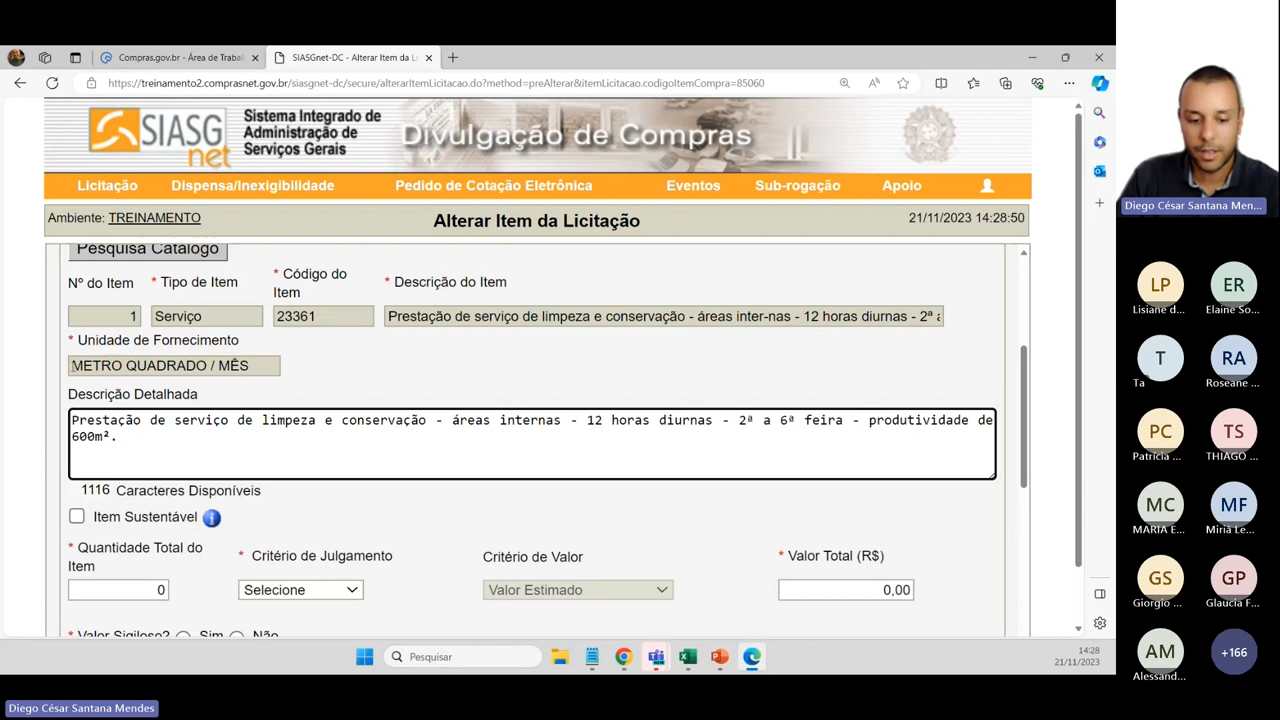 Compras.gov.br - Área de Trabal
SIASGnet-DC - Alterar Item da Li
https://treinamento2.comprasnet.gov.br/siasgnet-dc/secure/alterarItemLicitacao.do?method=preAlterar&itemLicitacao.codigoItemCompra=85060
SIASG
net
Sistema Integrado de
Administração de
Serviços Gerais
Divulgação de Compras
Licitação
Dispensa/Inexigibilidade
Pedido de Cotação Eletrônica
Eventos
Sub-rogação
Apoio
Ambiente: TREINAMENTO
Alterar Item da Licitação
21/11/2023 14:28:50
Pesquisa Catálogo
Nº do Item
* Tipo de Item
* Código do
Item
* Descrição do Item
1
Serviço
23361
Prestação de serviço de limpeza e conservação - áreas inter-nas - 12 horas diurnas - 2ª a
* Unidade de Fornecimento
METRO QUADRADO / MÊS
Descrição Detalhada
Prestação de serviço de limpeza e conservação - áreas internas - 12 horas diurnas - 2ª a 6ª feira - produtividade de
600m².
1116 Caracteres Disponíveis
Item Sustentável
* Quantidade Total do
Item
* Critério de Julgamento
Critério de Valor
* Valor Total (R$)
0
Selecione
Valor Estimado
0,00
* Valor Sigiloso? Sim Não
Pesquisar
14:28
21/11/2023
Diego César Santana Mendes
Diego César Santana Men...
LP
ER
Lisiane d...
Elaine So...
T
RA
Ta
Roseane ...
PC
TS
Patrícia ...
THIAGO ...
MC
MF
MARIA E...
Miriã Le...
GS
GP
Giorgio ...
Glaucia F...
AM
+166
Alessand...